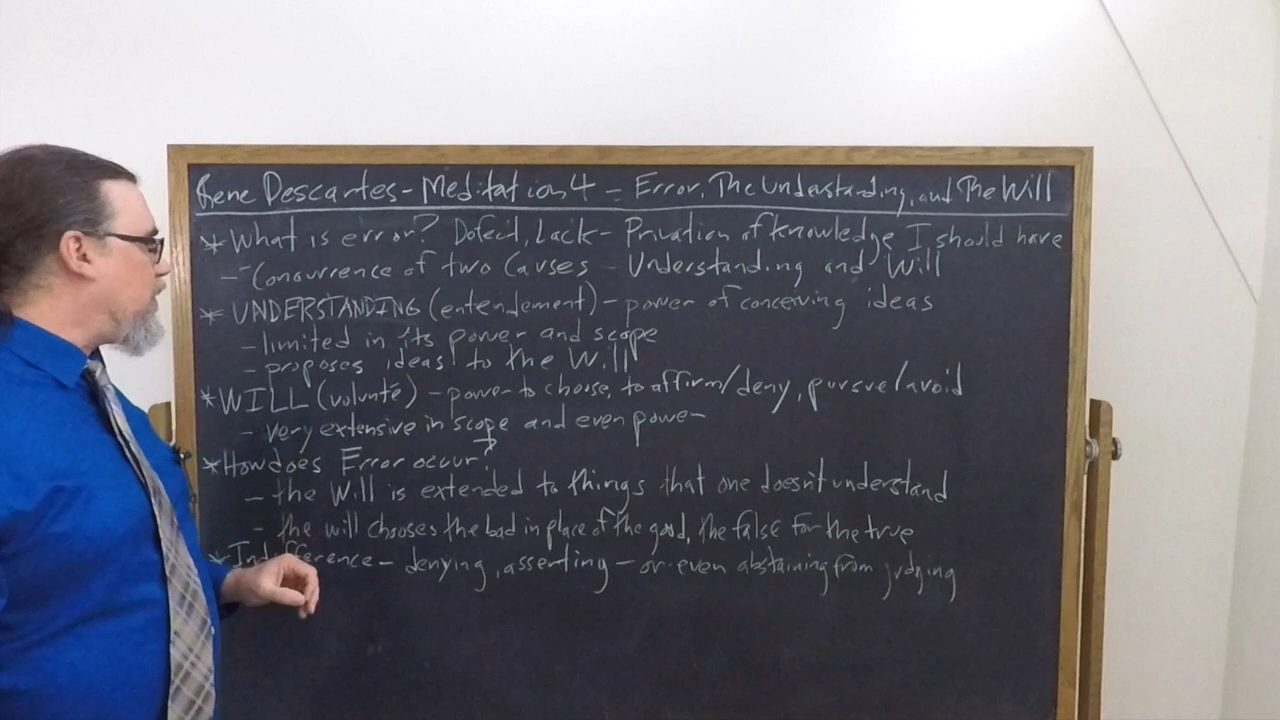 Rene Descartes - Meditation 4 - Error, The Understanding, and The Will
* What is error? Defect, Lack - Privation of knowledge I should have
- Concurrence of two Causes - Understanding and Will
* UNDERSTANDING (entendement) - power of conceiving ideas
- limited in its power and scope
- proposes ideas to the Will
* WILL (volunté) - power to choose, to affirm/deny, pursue/avoid
- very extensive in scope and even power
* How does Error occur?
- the Will is extended to things that one doesn't understand
- the will chooses the bad in place of the good, the false for the true
* Indifference - denying, asserting - or even abstaining from judging